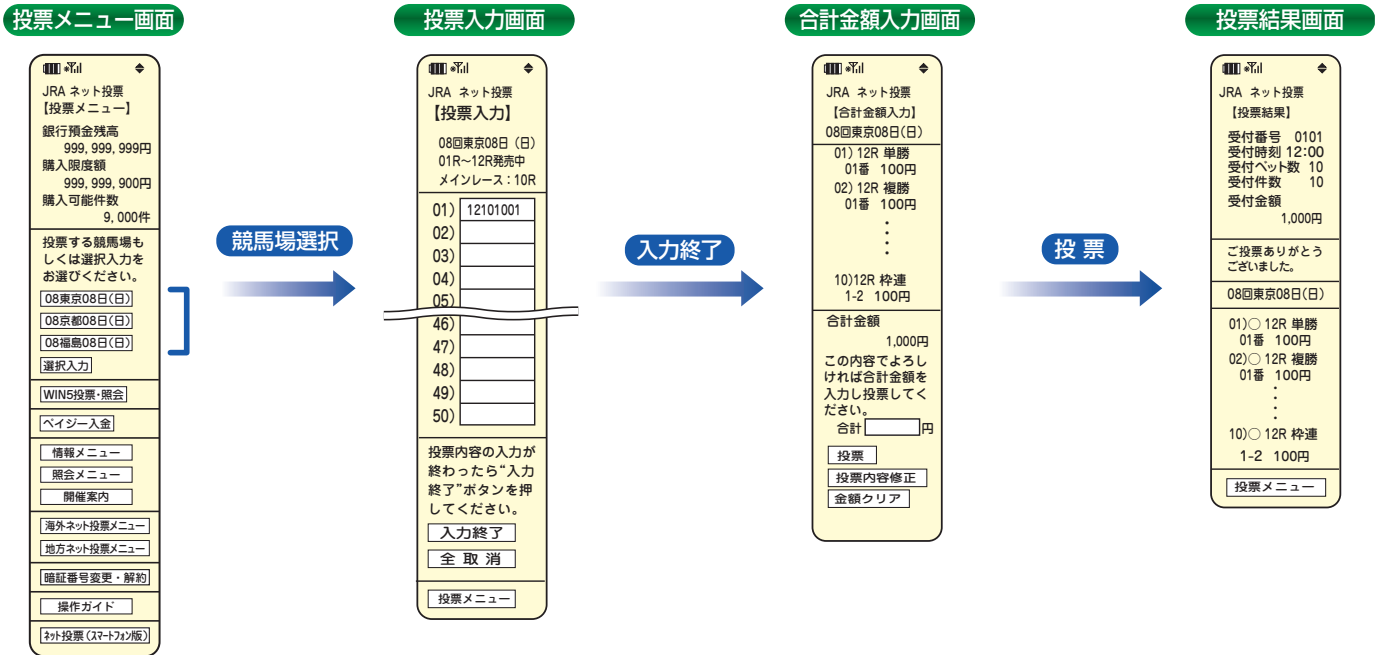 投票メニュー画面
JRA ネット投票
【投票メニュー】
銀行預金残高
999,999,999円
購入限度額
999,999,900円
購入可能件数
9,000件
投票する競馬場も
しくは選択入力を
お選びください。
08東京08日(日)
08京都08日(日)
08福島08日(日)
選択入力
WIN5投票・照会
ペイジー入金
情報メニュー
照会メニュー
開催案内
海外ネット投票メニュー
地方ネット投票メニュー
暗証番号変更・解約
操作ガイド
ネット投票(スマートフォン版)
競馬場選択
投票入力画面
JRA ネット投票
【投票入力】
08回東京08日(日)
01R~12R発売中
メインレース:10R
01) 12101001
02)
03)
04)
05)
46)
47)
48)
49)
50)
投票内容の入力が
終わったら“入力
終了”ボタンを押
してください。
入力終了
全 取 消
投票メニュー
入力終了
合計金額入力画面
JRA ネット投票
【合計金額入力】
08回東京08日(日)
01) 12R 単勝
01番 100円
02) 12R 複勝
01番 100円
・
・
・
・
10)12R 枠連
1-2 100円
合計金額
1,000円
この内容でよろし
ければ合計金額を
入力し投票してく
ださい。
合計 円
投票
投票内容修正
金額クリア
投 票
投票結果画面
JRA ネット投票
【投票結果】
受付番号 0101
受付時刻 12:00
受付ベット数 10
受付件数 10
受付金額
1,000円
ご投票ありがとう
ございました。
08回東京08日(日)
01)○ 12R 単勝
01番 100円
02)○ 12R 複勝
01番 100円
・
・
・
10)○ 12R 枠連
1-2 100円
投票メニュー